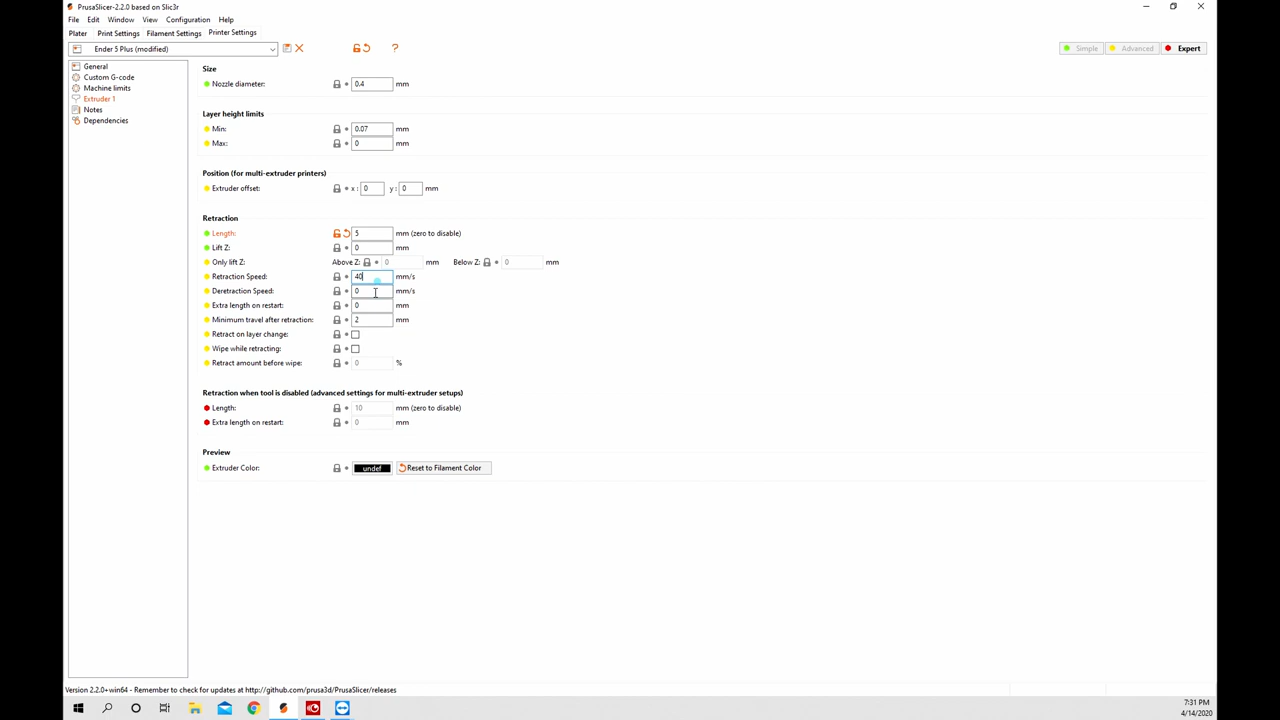 PrusaSlicer-2.2.0 based on Slic3r
File Edit Window View Configuration Help
Plater Print Settings Filament Settings Printer Settings
Ender 5 Plus (modified) ? Simple Advanced Expert
General
Custom G-code
Machine limits
Extruder 1
Notes
Dependencies
Size
Nozzle diameter: 0.4 mm
Layer height limits
Min: 0.07 mm
Max: 0 mm
Position (for multi-extruder printers)
Extruder offset: x : 0 y : 0 mm
Retraction
Length: 5 mm (zero to disable)
Lift Z: 0 mm
Only lift Z: Above Z: 0 mm Below Z: 0 mm
Retraction Speed: 40 mm/s
Deretraction Speed: 0 mm/s
Extra length on restart: 0 mm
Minimum travel after retraction: 2 mm
Retract on layer change:
Wipe while retracting:
Retract amount before wipe: 0 %
Retraction when tool is disabled (advanced settings for multi-extruder setups)
Length: 10 mm (zero to disable)
Extra length on restart: 0 mm
Preview
Extruder Color: undef Reset to Filament Color
Version 2.2.0+win64 - Remember to check for updates at http://github.com/prusa3d/PrusaSlicer/releases
7:31 PM
4/14/2020